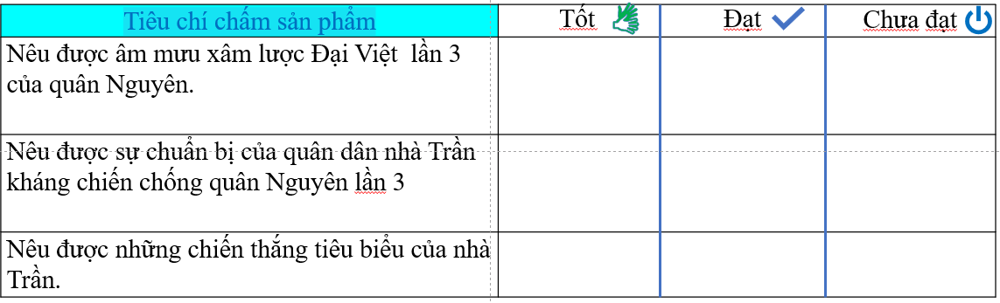 Tiêu chí chấm sản phẩm
Tốt
Đạt
Chưa đạt
Nêu được âm mưu xâm lược Đại Việt lần 3
của quân Nguyên.
Nêu được sự chuẩn bị của quân dân nhà Trần
kháng chiến chống quân Nguyên lần 3
Nêu được những chiến thắng tiêu biểu của nhà
Trần.